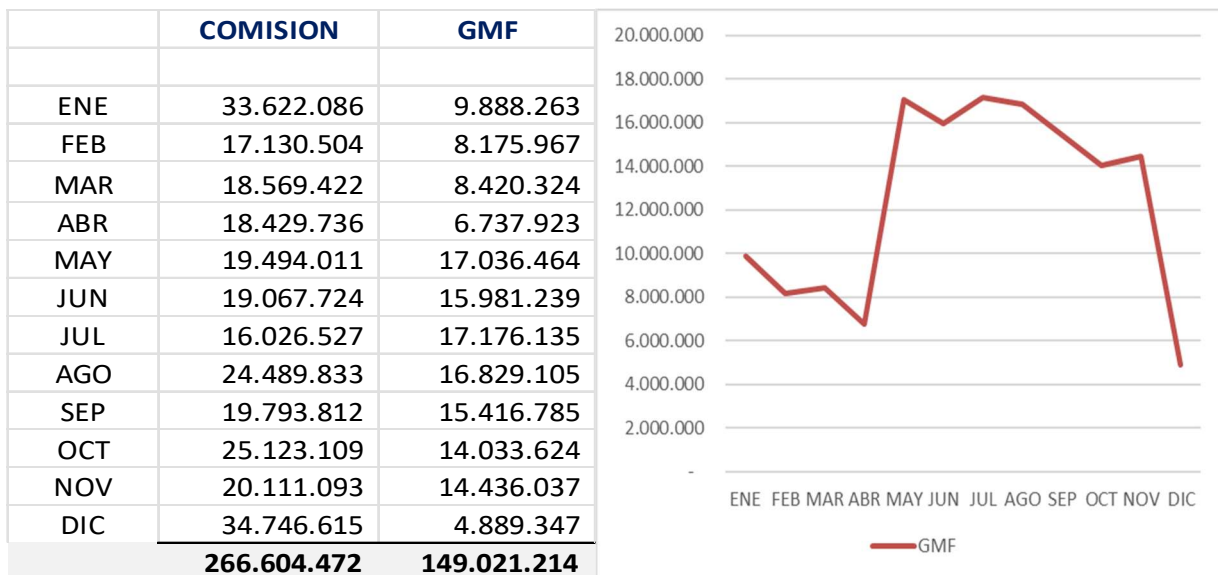 COMISION GMF
ENE 33.622.086 9.888.263
FEB 17.130.504 8.175.967
MAR 18.569.422 8.420.324
ABR 18.429.736 6.737.923
MAY 19.494.011 17.036.464
JUN 19.067.724 15.981.239
JUL 16.026.527 17.176.135
AGO 24.489.833 16.829.105
SEP 19.793.812 15.416.785
OCT 25.123.109 14.033.624
NOV 20.111.093 14.436.037
DIC 34.746.615 4.889.347
266.604.472 149.021.214
20.000.000
18.000.000
16.000.000
14.000.000
12.000.000
10.000.000
8.000.000
6.000.000
4.000.000
2.000.000
-
ENE FEB MAR ABR MAY JUN JUL AGO SEP OCT NOV DIC
GMF